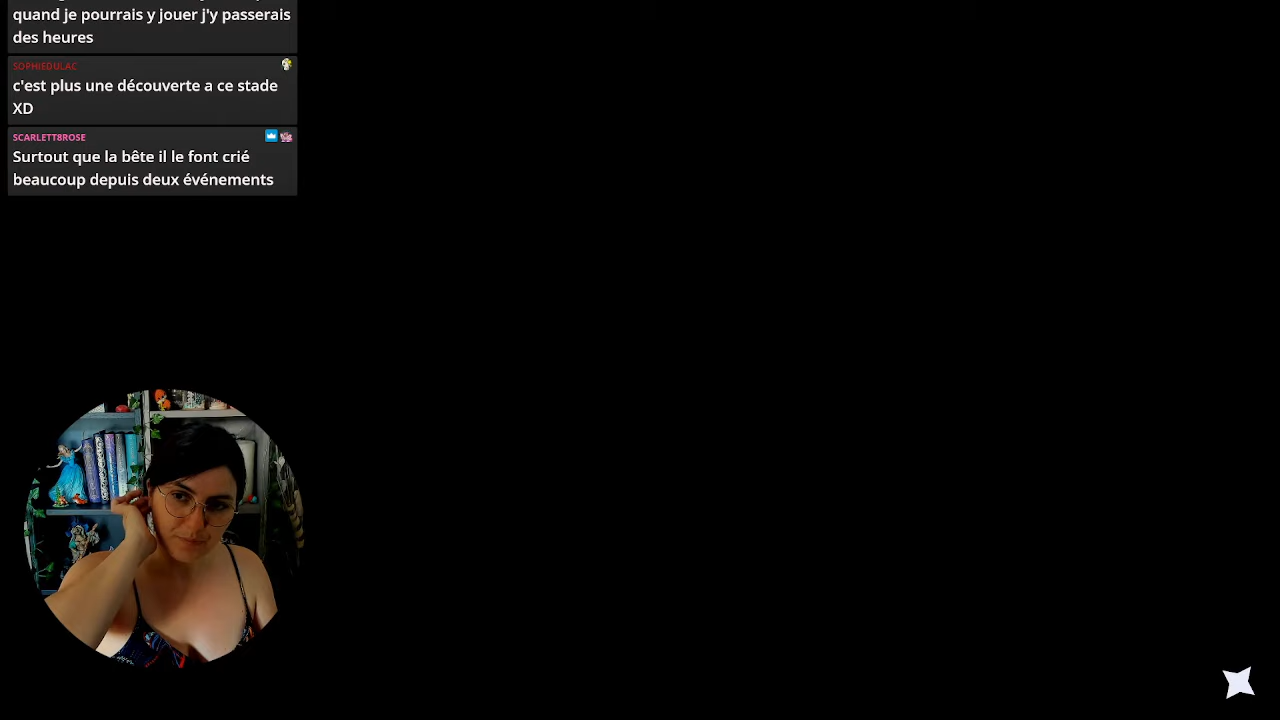 quand je pourrais y jouer j'y passerais
des heures
SOPHIEDULAC
c'est plus une découverte a ce stade
XD
SCARLETT8ROSE
Surtout que la bête il le font crié
beaucoup depuis deux événements